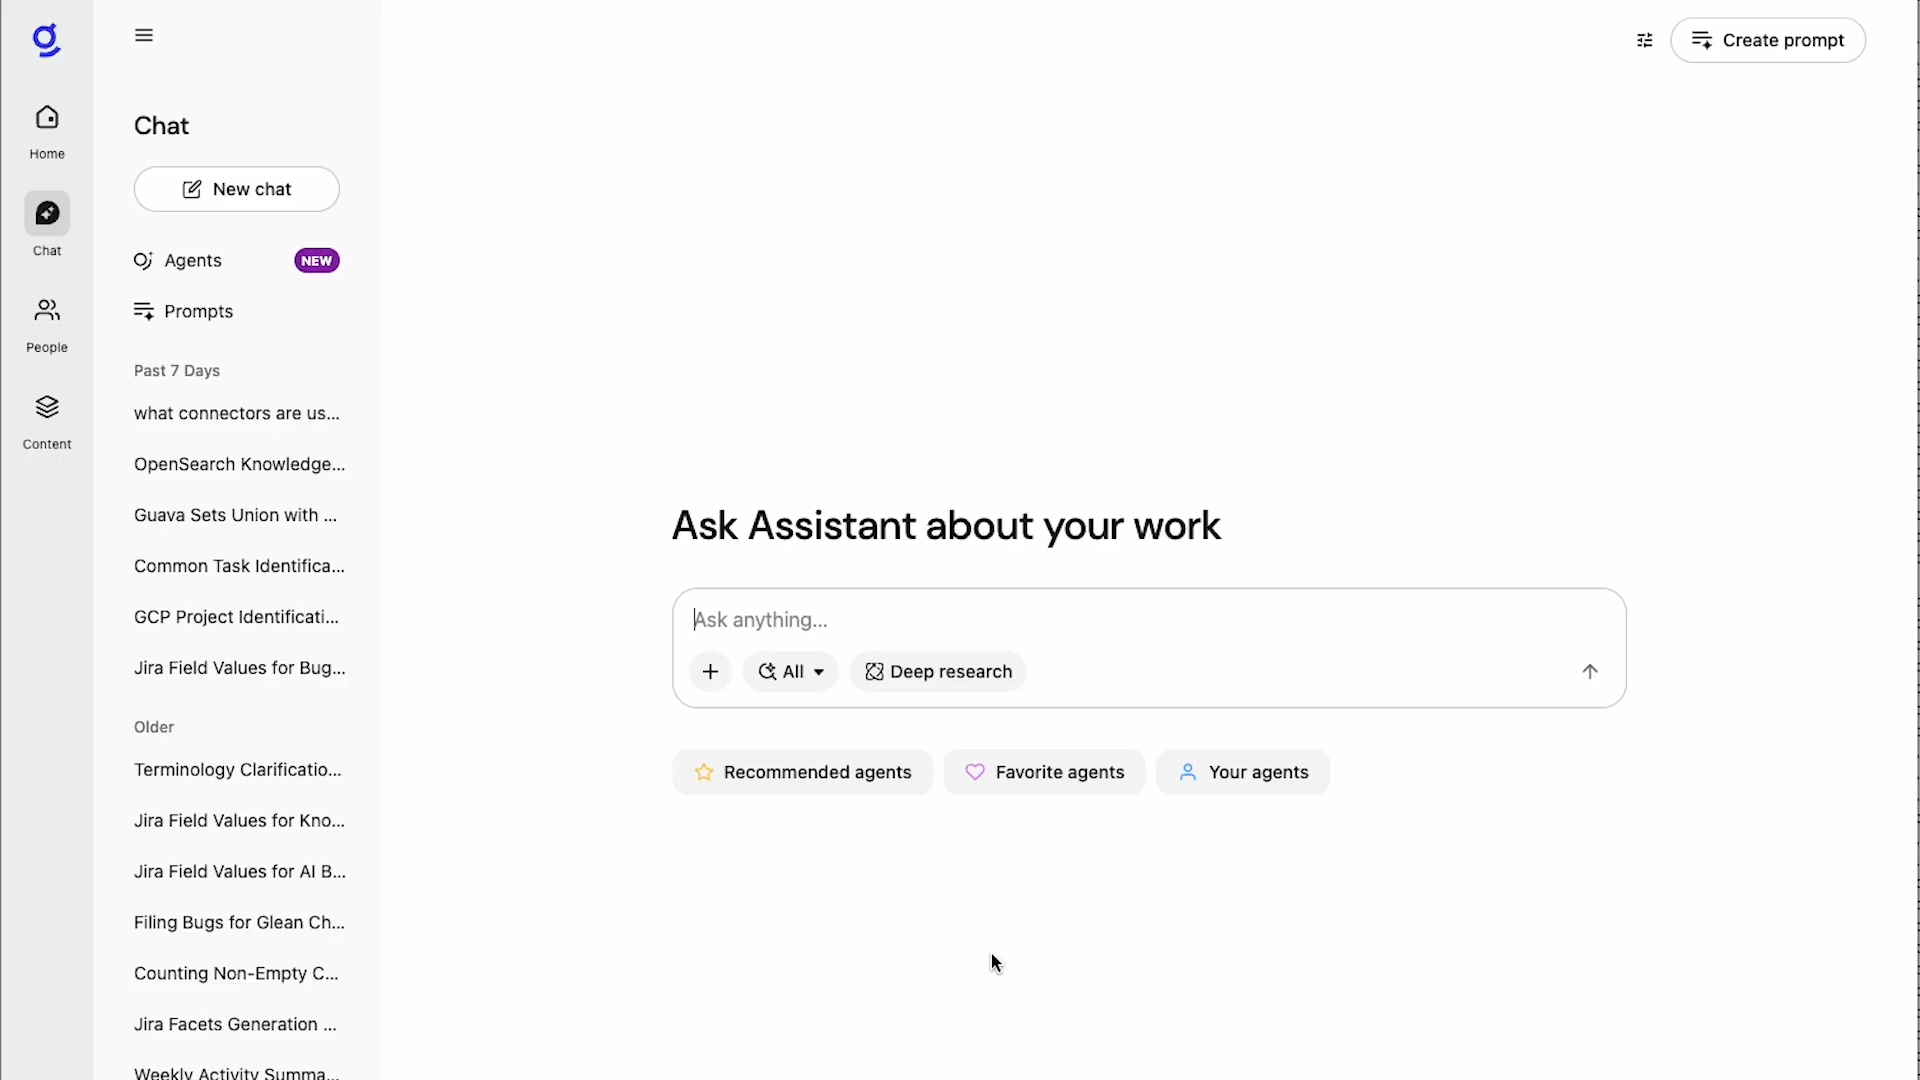 Home
Chat
People
Content
Chat
New chat
Agents
NEW
Prompts
Past 7 Days
what connectors are us...
OpenSearch Knowledge...
Guava Sets Union with ...
Common Task Identifica...
GCP Project Identificati...
Jira Field Values for Bug...
Older
Terminology Clarificatio...
Jira Field Values for Kno...
Jira Field Values for AI B...
Filing Bugs for Glean Ch...
Counting Non-Empty C...
Jira Facets Generation ...
Weekly Activity Summa...
Create prompt
Ask Assistant about your work
Ask anything...
All
Deep research
Recommended agents
Favorite agents
Your agents